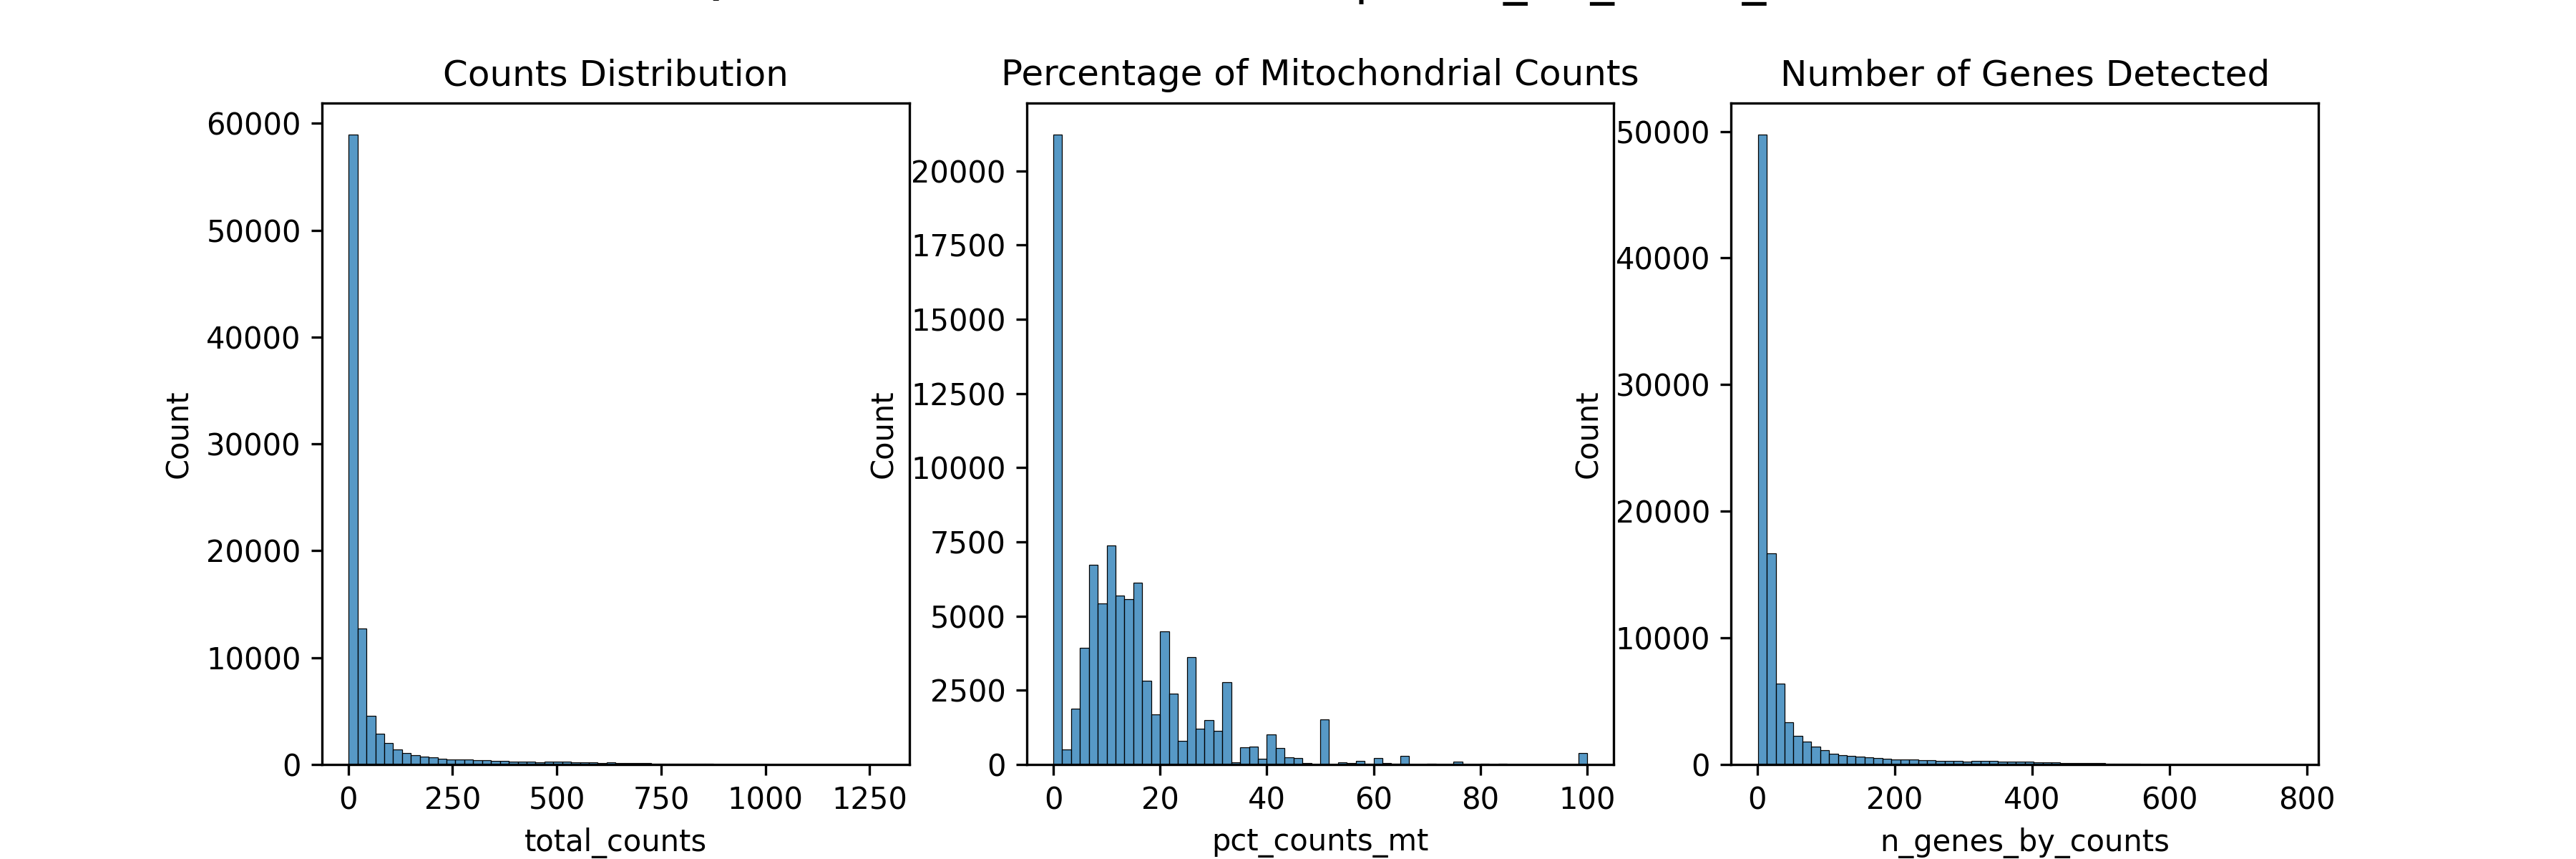 Counts Distribution
60000
50000
40000
30000
20000
10000
0
Count
0 250 500 750 1000 1250
total_counts
Percentage of Mitochondrial Counts
20000
17500
15000
12500
10000
7500
5000
2500
0
Count
0 20 40 60 80 100
pct_counts_mt
Number of Genes Detected
50000
40000
30000
20000
10000
0
Count
0 200 400 600 800
n_genes_by_counts